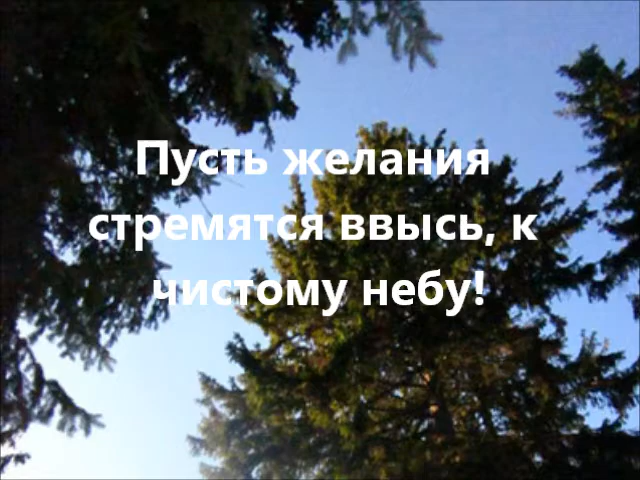 Пусть желания
стремятся ввысь, к
чистому небу!